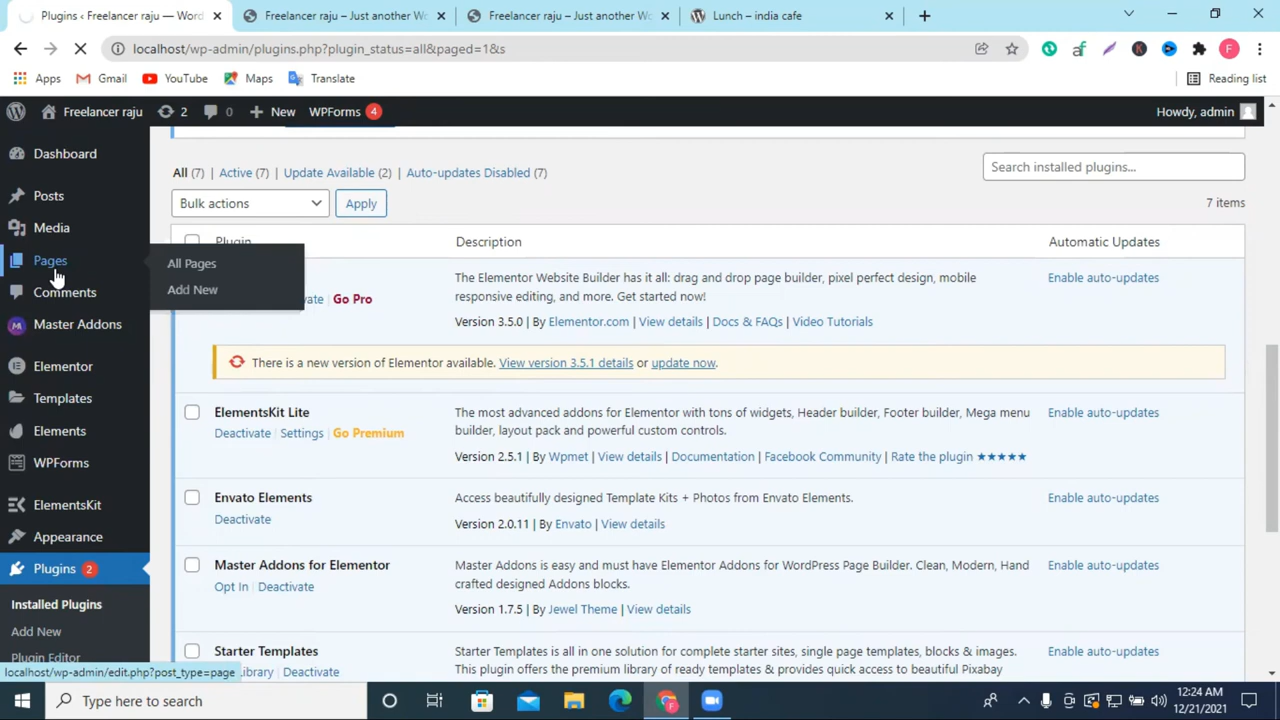 Plugins ‹ Freelancer raju — Word
Freelancer raju – Just another Wo
Freelancer raju – Just another Wo
Lunch – india cafe
localhost/wp-admin/plugins.php?plugin_status=all&paged=1&s
Apps
Gmail
YouTube
Maps
Translate
Reading list
Freelancer raju
2
0
New
WPForms 4
Howdy, admin
Dashboard
Posts
Media
Pages
Comments
Master Addons
Elementor
Templates
Elements
WPForms
ElementsKit
Appearance
Plugins 2
Installed Plugins
Add New
Plugin Editor
All Pages
Add New
All (7) | Active (7) | Update Available (2) | Auto-updates Disabled (7)
Search installed plugins...
Bulk actions
Apply
7 items
Plugin
Description
Automatic Updates
Go Pro
The Elementor Website Builder has it all: drag and drop page builder, pixel perfect design, mobile
responsive editing, and more. Get started now!
Version 3.5.0 | By Elementor.com | View details | Docs & FAQs | Video Tutorials
Enable auto-updates
There is a new version of Elementor available. View version 3.5.1 details or update now.
ElementsKit Lite
Deactivate | Settings | Go Premium
The most advanced addons for Elementor with tons of widgets, Header builder, Footer builder, Mega menu
builder, layout pack and powerful custom controls.
Version 2.5.1 | By Wpmet | View details | Documentation | Facebook Community | Rate the plugin ★★★★★
Enable auto-updates
Envato Elements
Deactivate
Access beautifully designed Template Kits + Photos from Envato Elements.
Version 2.0.11 | By Envato | View details
Enable auto-updates
Master Addons for Elementor
Opt In | Deactivate
Master Addons is easy and must have Elementor Addons for WordPress Page Builder. Clean, Modern, Hand
crafted designed Addons blocks.
Version 1.7.5 | By Jewel Theme | View details
Enable auto-updates
Starter Templates
Library | Deactivate
Starter Templates is all in one solution for complete starter sites, single page templates, blocks & images.
This plugin offers the premium library of ready templates & provides quick access to beautiful Pixabay
Enable auto-updates
localhost/wp-admin/edit.php?post_type=page
Type here to search
12:24 AM
12/21/2021